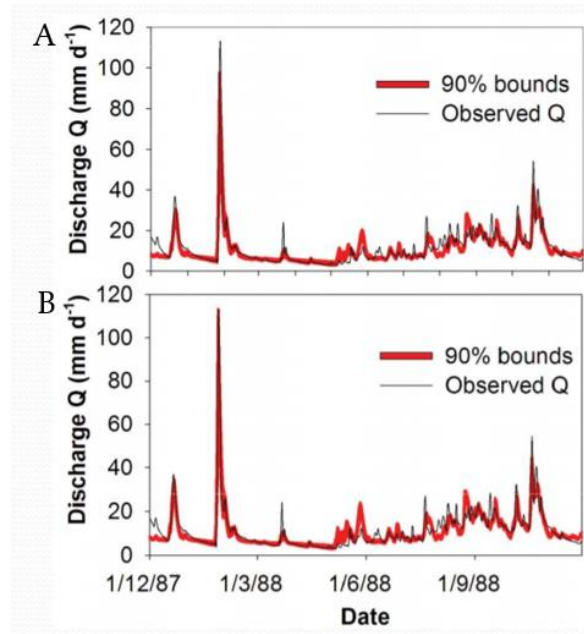 A
Discharge Q (mm d⁻¹)
120
100
80
60
40
20
0
90% bounds
Observed Q
B
Discharge Q (mm d⁻¹)
120
100
80
60
40
20
0
90% bounds
Observed Q
1/12/87 1/3/88 1/6/88 1/9/88
Date